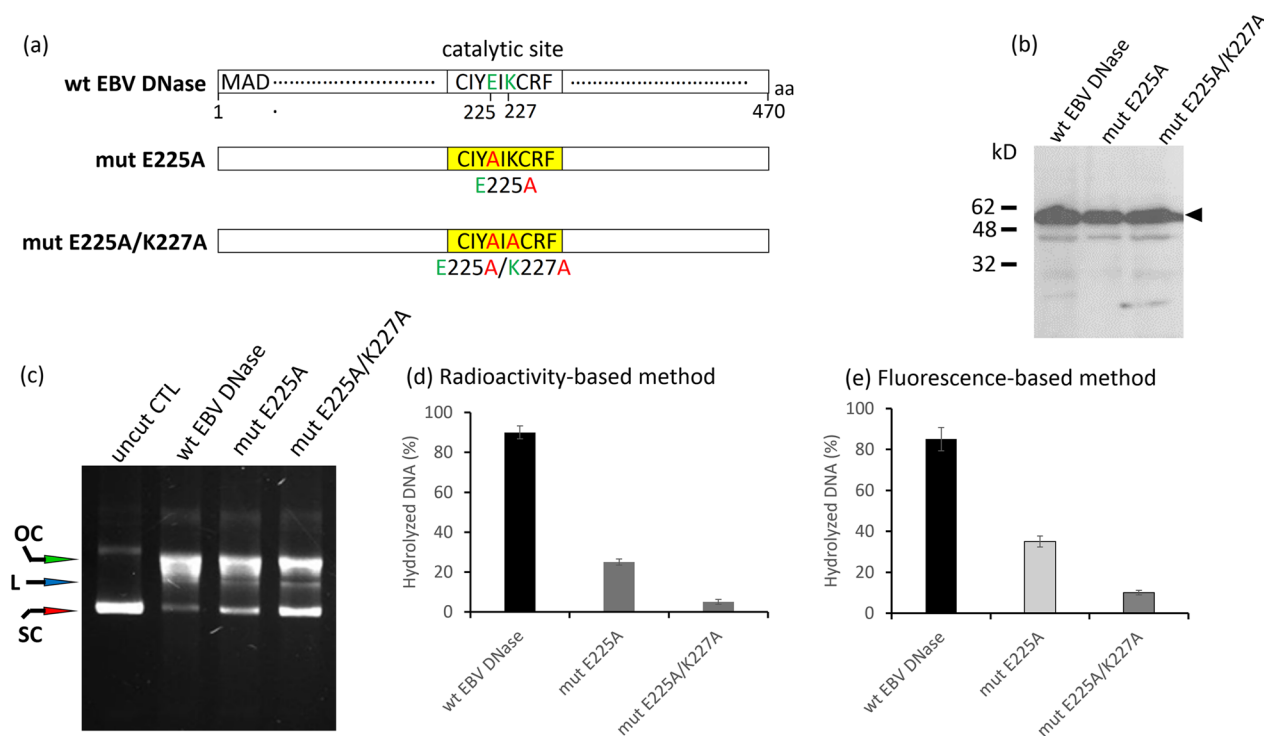 (a)
catalytic site
wt EBV DNase
MAD
CIYEIKCRF
aa
1
225 227
470
mut E225A
CIYAIKCRF
E225A
mut E225A/K227A
CIYAIACRF
E225A/K227A
(b)
wt EBV DNase
mut E225A
mut E225A/K227A
kD
62
48
32
(c)
uncut CTL
wt EBV DNase
mut E225A
mut E225A/K227A
OC
L
SC
(d) Radioactivity-based method
Hydrolyzed DNA (%)
100
80
60
40
20
0
wt EBV DNase
mut E225A
mut E225A/K227A
(e) Fluorescence-based method
Hydrolyzed DNA (%)
100
80
60
40
20
0
wt EBV DNase
mut E225A
mut E225A/K227A